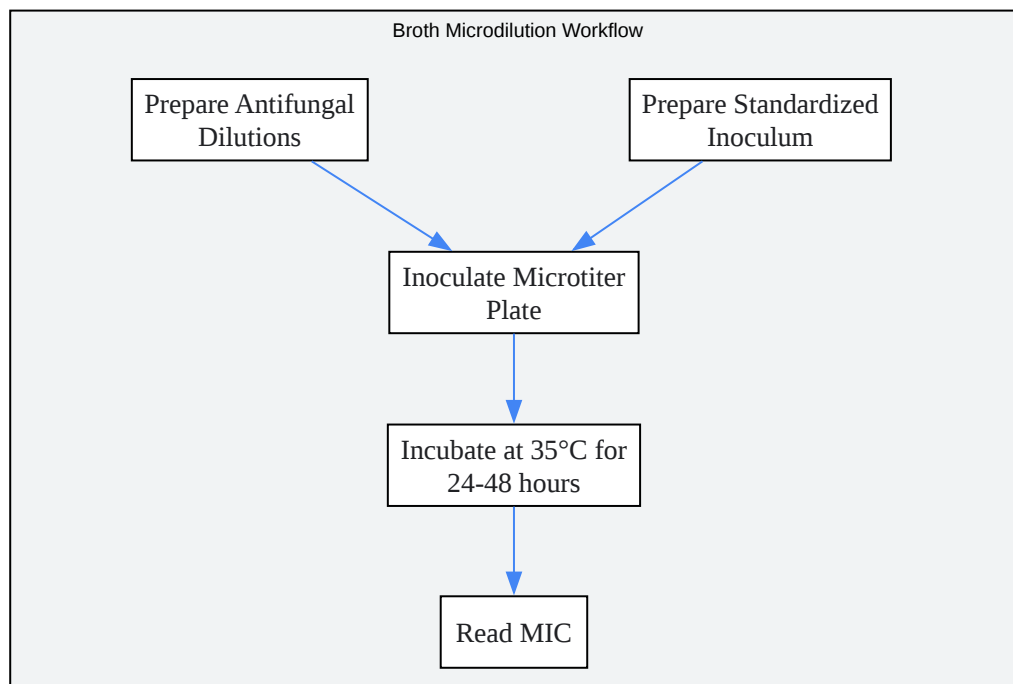 Broth Microdilution Workflow
Prepare Antifungal
Dilutions
Prepare Standardized
Inoculum
Inoculate Microtiter
Plate
Incubate at 35°C for
24-48 hours
Read MIC